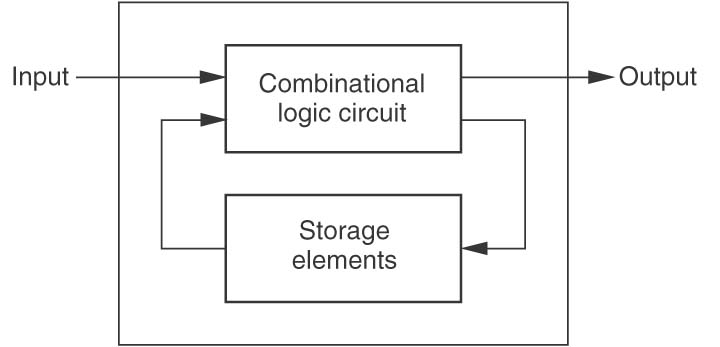 Input
Combinational
logic circuit
Output
Storage
elements